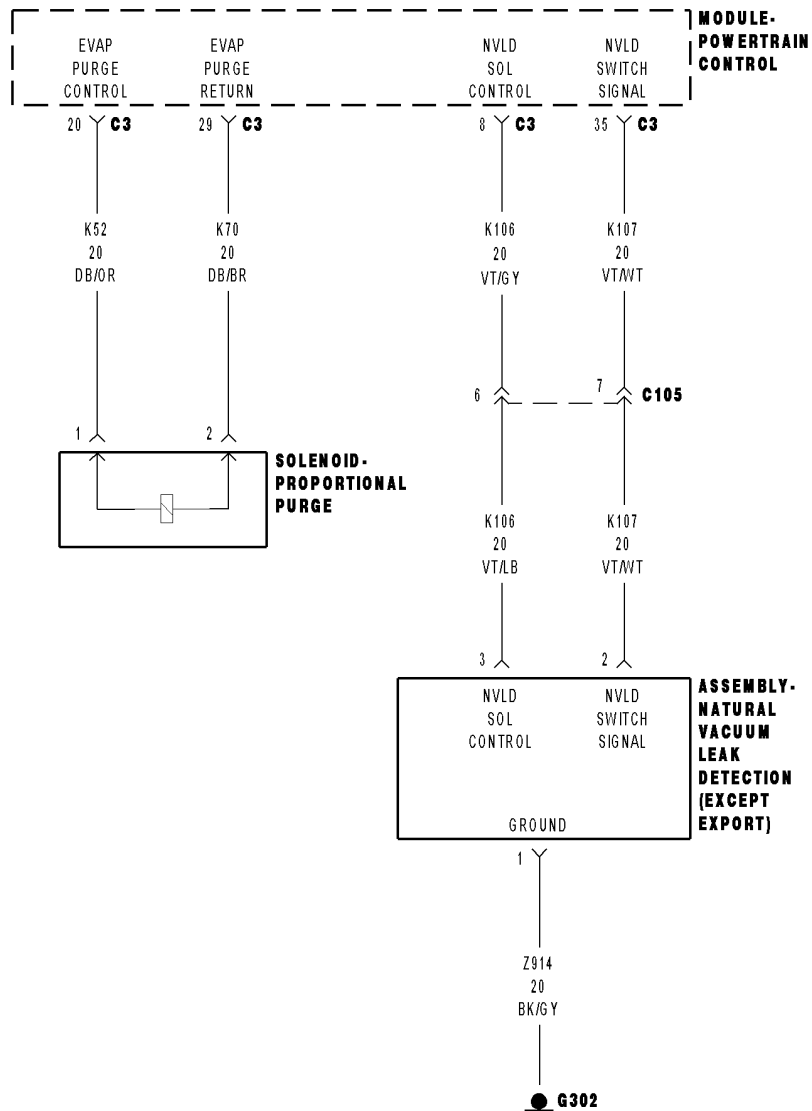 MODULE-
POWERTRAIN
CONTROL
EVAP
PURGE
CONTROL
EVAP
PURGE
RETURN
NVLD
SOL
CONTROL
NVLD
SWITCH
SIGNAL
20 C3
29 C3
8 C3
35 C3
K52
20
DB/OR
K70
20
DB/BR
K106
20
VT/GY
K107
20
VT/WT
6
7
C105
1
2
SOLENOID-
PROPORTIONAL
PURGE
K106
20
VT/LB
K107
20
VT/WT
3
2
NVLD
SOL
CONTROL
NVLD
SWITCH
SIGNAL
GROUND
ASSEMBLY-
NATURAL
VACUUM
LEAK
DETECTION
(EXCEPT
EXPORT)
1
Z914
20
BK/GY
G302